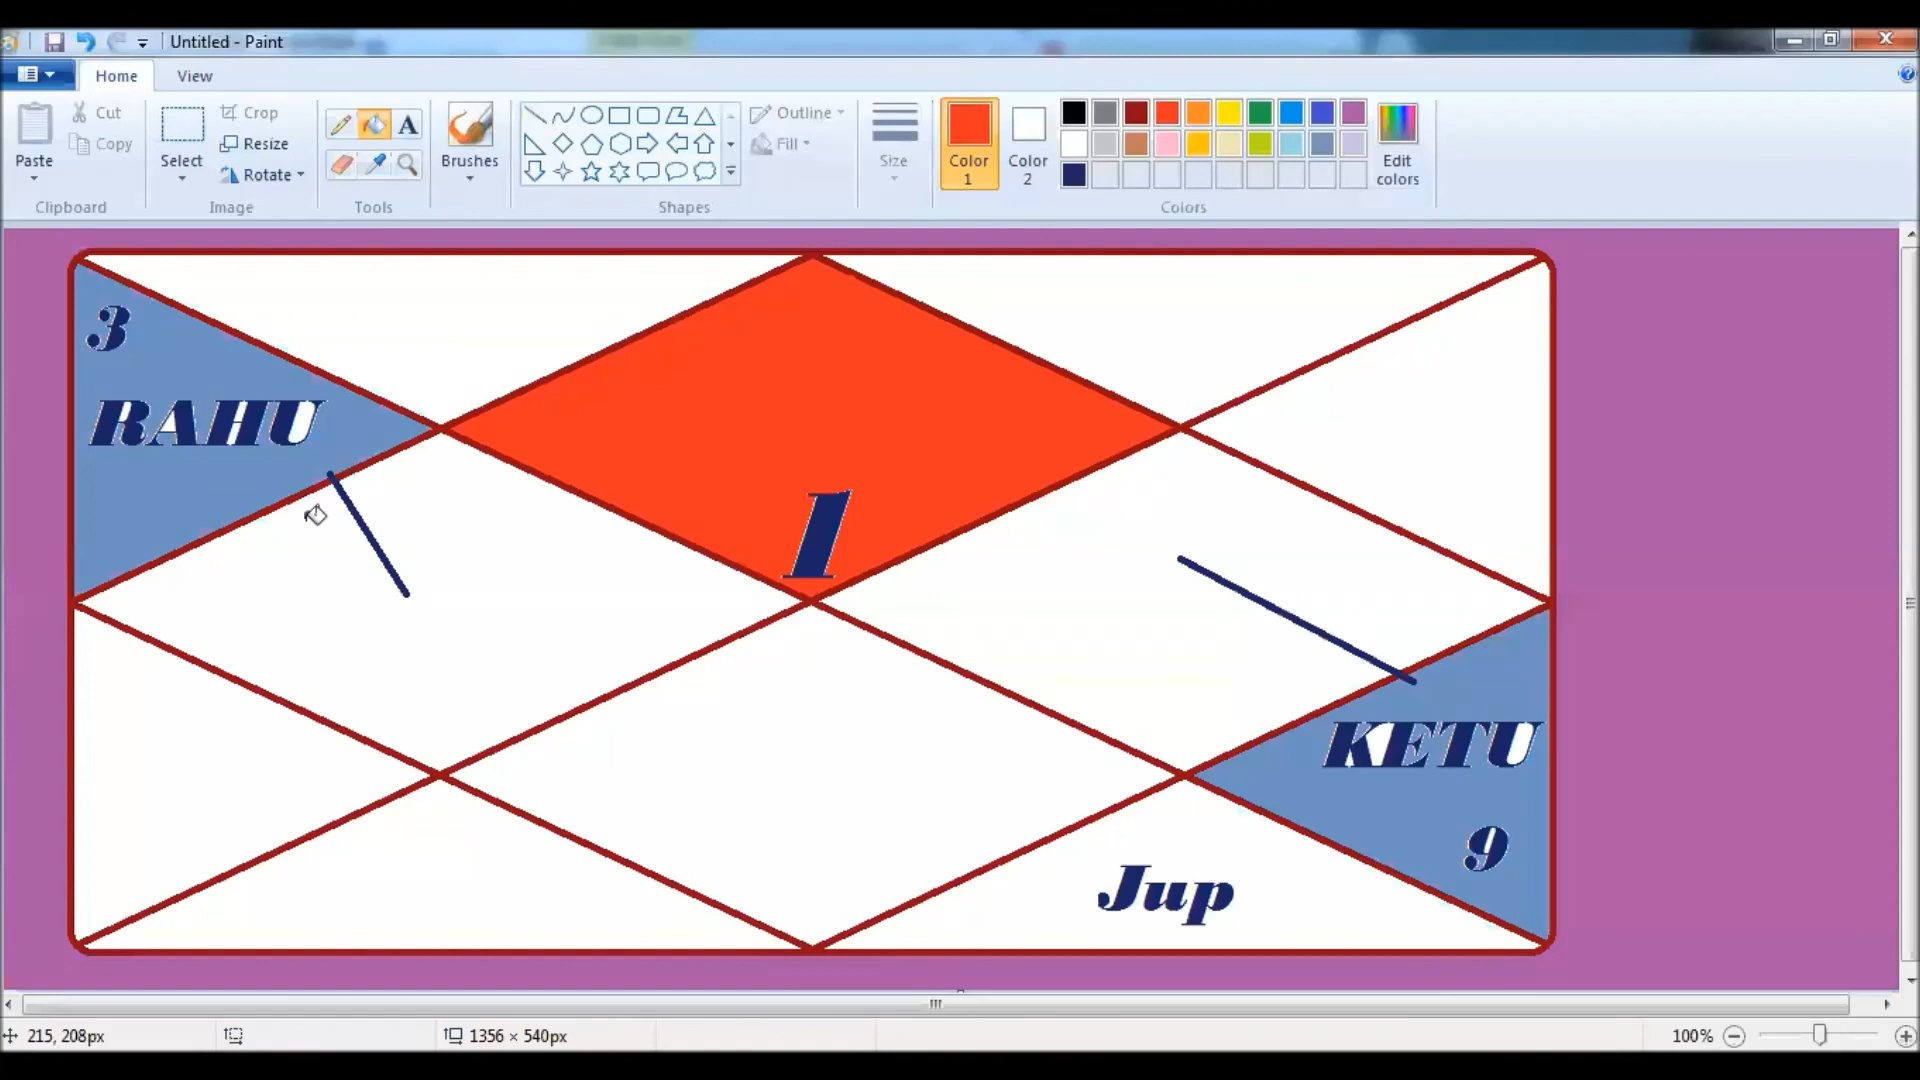 Untitled - Paint
Home View
Cut
Copy
Paste
Clipboard
Select
Crop
Resize
Rotate
Image
A
Tools
Brushes
Shapes
Outline
Fill
Size
Color 1
Color 2
Edit colors
Colors
3
RAHU
1
KETU
9
Jup
215, 208px
1356 × 540px
100%